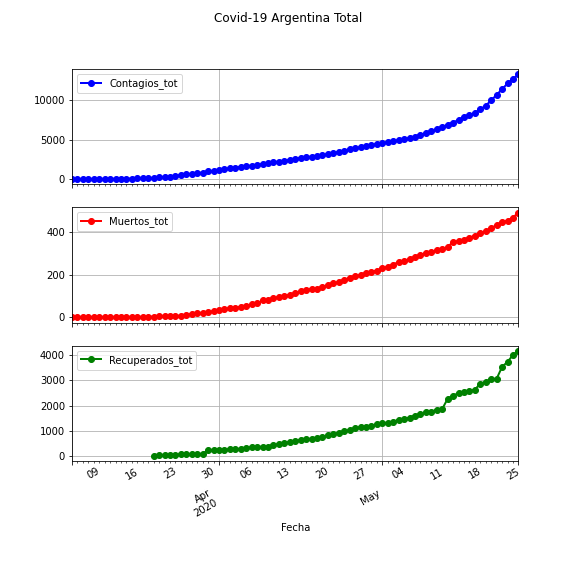 Covid-19 Argentina Total
Contagios_tot
10000
5000
0
Muertos_tot
400
200
0
Recuperados_tot
4000
3000
2000
1000
0
09 16 23 30 06 13 20 27 04 11 18 25
Apr May
2020
Fecha